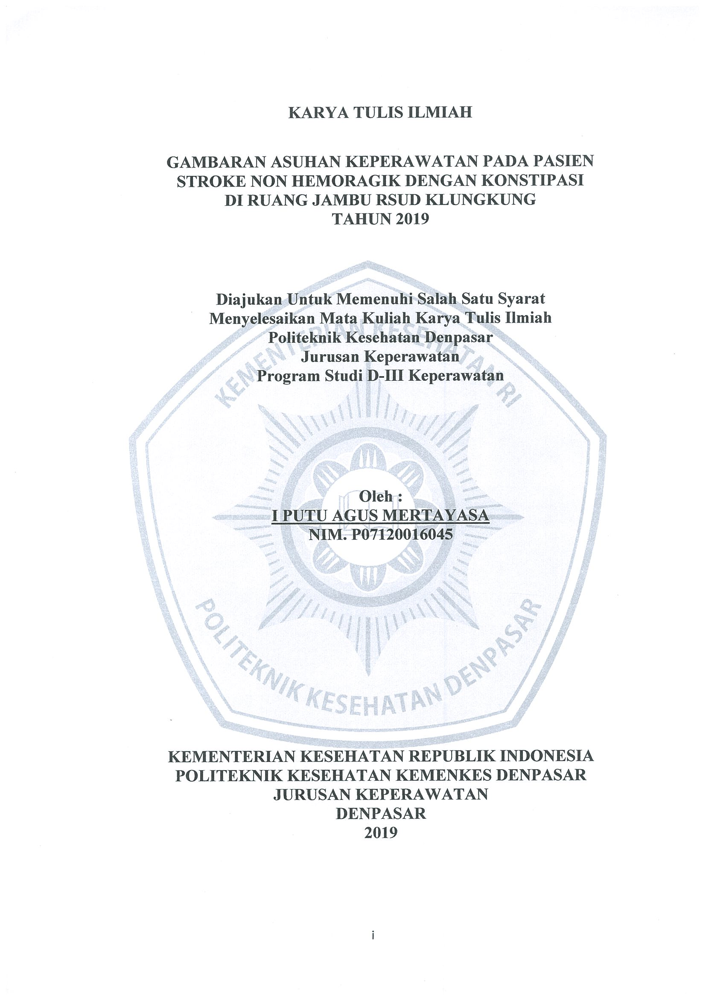 KARYA TULIS ILMIAH
GAMBARAN ASUHAN KEPERAWATAN PADA PASIEN
STROKE NON HEMORAGIK DENGAN KONSTIPASI
DI RUANG JAMBU RSUD KLUNGKUNG
TAHUN 2019
Diajukan Untuk Memenuhi Salah Satu Syarat
Menyelesaikan Mata Kuliah Karya Tulis Ilmiah
Politeknik Kesehatan Denpasar
Jurusan Keperawatan
Program Studi D-III Keperawatan
KEMENTERIAN KESEHATAN RI
Oleh :
I PUTU AGUS MERTAYASA
NIM. P07120016045
POLITEKNIK KESEHATAN DENPASAR
KEMENTERIAN KESEHATAN REPUBLIK INDONESIA
POLITEKNIK KESEHATAN KEMENKES DENPASAR
JURUSAN KEPERAWATAN
DENPASAR
2019
i